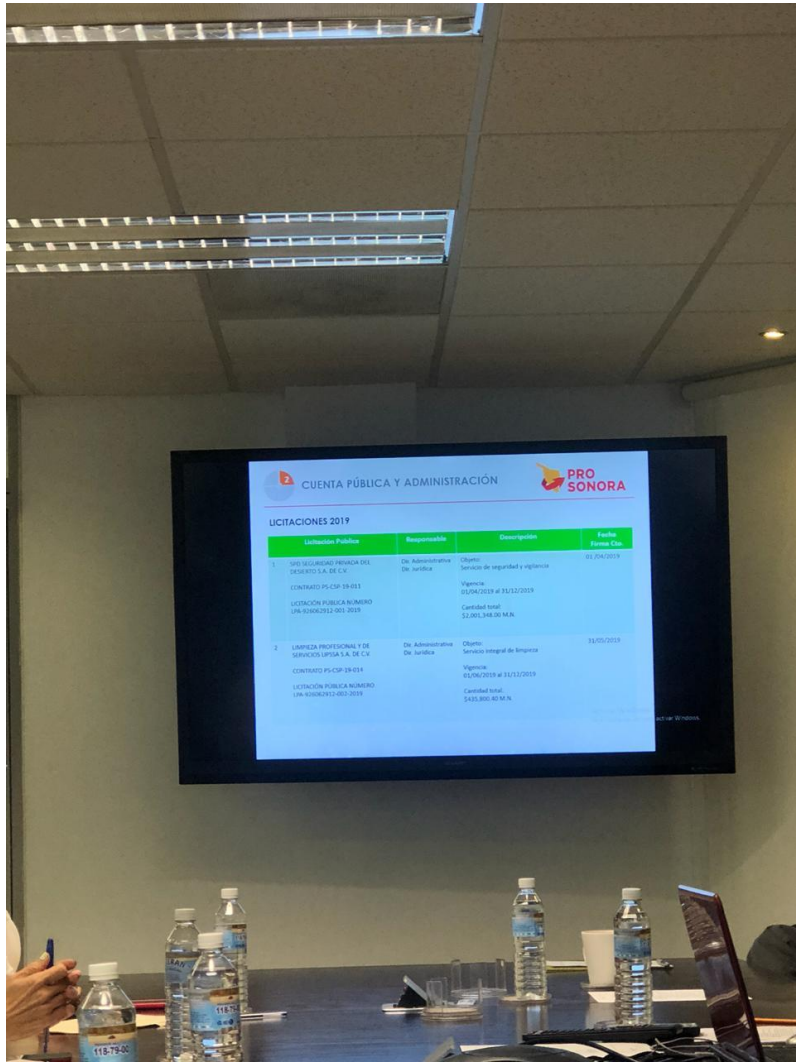 2
CUENTA PÚBLICA Y ADMINISTRACIÓN
PRO
SONORA
LICITACIONES 2019
Licitación Pública
Responsable
Descripción
Fecha
Firma Cto.
1
SPD SEGURIDAD PRIVADA DEL
DESIERTO S.A. DE C.V.
CONTRATO PS-CSP-19-011
LICITACIÓN PÚBLICA NÚMERO
LPA-926062912-001-2019
Dir. Administrativa
Dir. Jurídica
Objeto:
Servicio de seguridad y vigilancia
Vigencia:
01/04/2019 al 31/12/2019
Cantidad total:
$2,001,348.00 M.N.
01/04/2019
2
LIMPIEZA PROFESIONAL Y DE
SERVICIOS UPSSA S.A. DE C.V.
CONTRATO PS-CSP-19-014
LICITACIÓN PÚBLICA NÚMERO
LPA-926062912-002-2019
Dir. Administrativa
Dir. Jurídica
Objeto:
Servicio integral de limpieza
Vigencia:
01/06/2019 al 31/12/2019
Cantidad total:
31/05/2019
activar Windows.
118-79-00